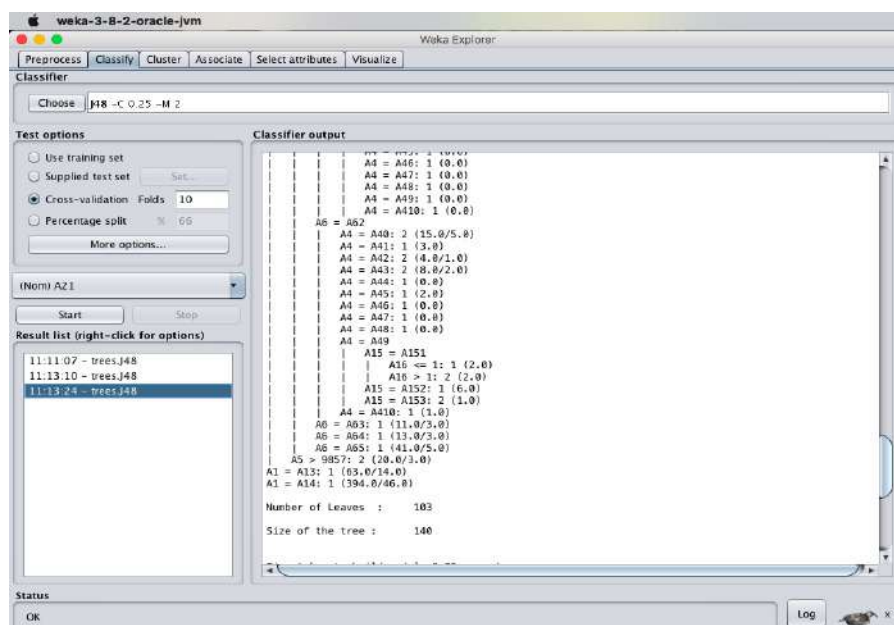 weka-3-8-2-oracle-jvm
Weka Explorer
Preprocess Classify Cluster Associate Select attributes Visualize
Classifier
Choose J48 -C 0.25 -M 2
Test options
Classifier output
Use training set
Supplied test set Set...
Cross-validation Folds 10
Percentage split % 66
More options...
(Nom) A21
Start Stop
Result list (right-click for options)
11:11:07 - trees.J48
11:13:10 - trees.J48
11:13:24 - trees.J48
| | | | A4 = A46: 1 (0.0)
| | | | A4 = A47: 1 (0.0)
| | | | A4 = A48: 1 (0.0)
| | | | A4 = A49: 1 (0.0)
| | | | A4 = A410: 1 (0.0)
| | A6 = A62
| | | A4 = A40: 2 (15.0/5.0)
| | | A4 = A41: 1 (3.0)
| | | A4 = A42: 2 (4.0/1.0)
| | | A4 = A43: 2 (8.0/2.0)
| | | A4 = A44: 1 (0.0)
| | | A4 = A45: 1 (2.0)
| | | A4 = A46: 1 (0.0)
| | | A4 = A47: 1 (0.0)
| | | A4 = A48: 1 (0.0)
| | | A4 = A49
| | | | A15 = A151
| | | | | A16 <= 1: 1 (2.0)
| | | | | A16 > 1: 2 (2.0)
| | | | A15 = A152: 1 (6.0)
| | | | A15 = A153: 2 (1.0)
| | | A4 = A410: 1 (1.0)
| | A6 = A63: 1 (11.0/3.0)
| | A6 = A64: 1 (13.0/3.0)
| | A6 = A65: 1 (41.0/5.0)
| A5 > 9857: 2 (20.0/3.0)
A1 = A13: 1 (63.0/14.0)
A1 = A14: 1 (394.0/46.0)
Number of Leaves : 103
Size of the tree : 140
Status
OK
Log
x 0